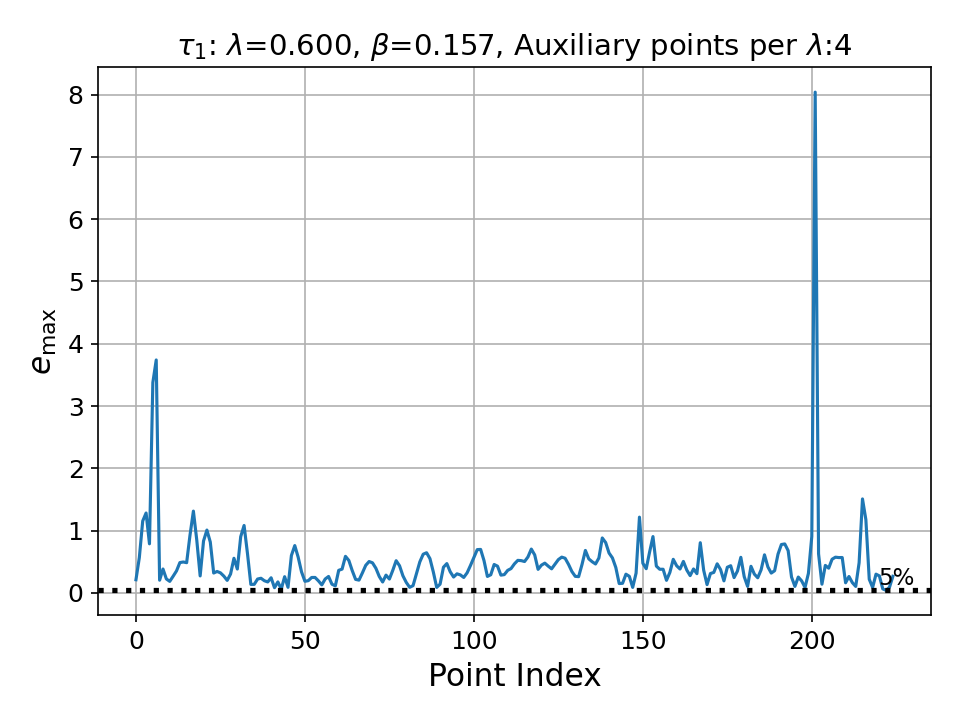 τ₁: λ=0.600, β=0.157, Auxiliary points per λ:4
8
7
6
5
4
3
2
1
0
e_max
5%
0 50 100 150 200
Point Index